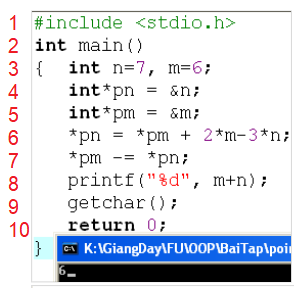 1 #include <stdio.h>
2 int main()
3 { int n=7, m=6;
4 int*pn = &n;
5 int*pm = &m;
6 *pn = *pm + 2*m-3*n;
7 *pm -= *pn;
8 printf("%d", m+n);
9 getchar();
10 return 0;
} K:\GiangDay\FU\OOP\BaiTap\poi
6_